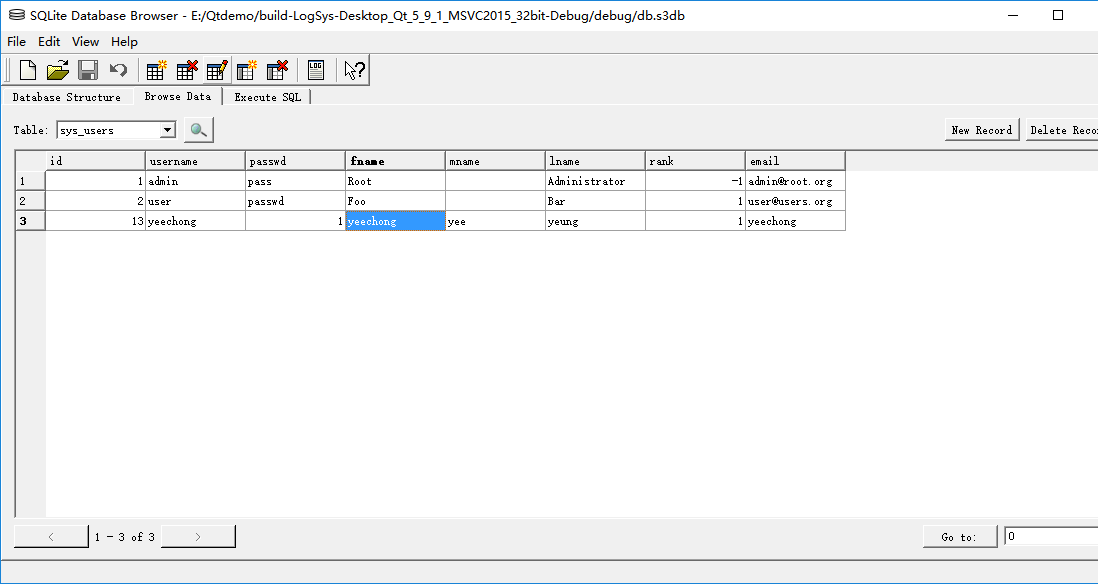 SQLite Database Browser - E:/Qtdemo/build-LogSys-Desktop_Qt_5_9_1_MSVC2015_32bit-Debug/debug/db.s3db
File Edit View Help
LOG
Database Structure Browse Data Execute SQL
Table: sys_users New Record Delete Reco
id username passwd fname mname lname rank email
1 1 admin pass Root Administrator -1 admin@root.org
2 2 user passwd Foo Bar 1 user@users.org
3 13 yeechong 1 yeechong yee yeung 1 yeechong
< 1 - 3 of 3 > Go to: 0